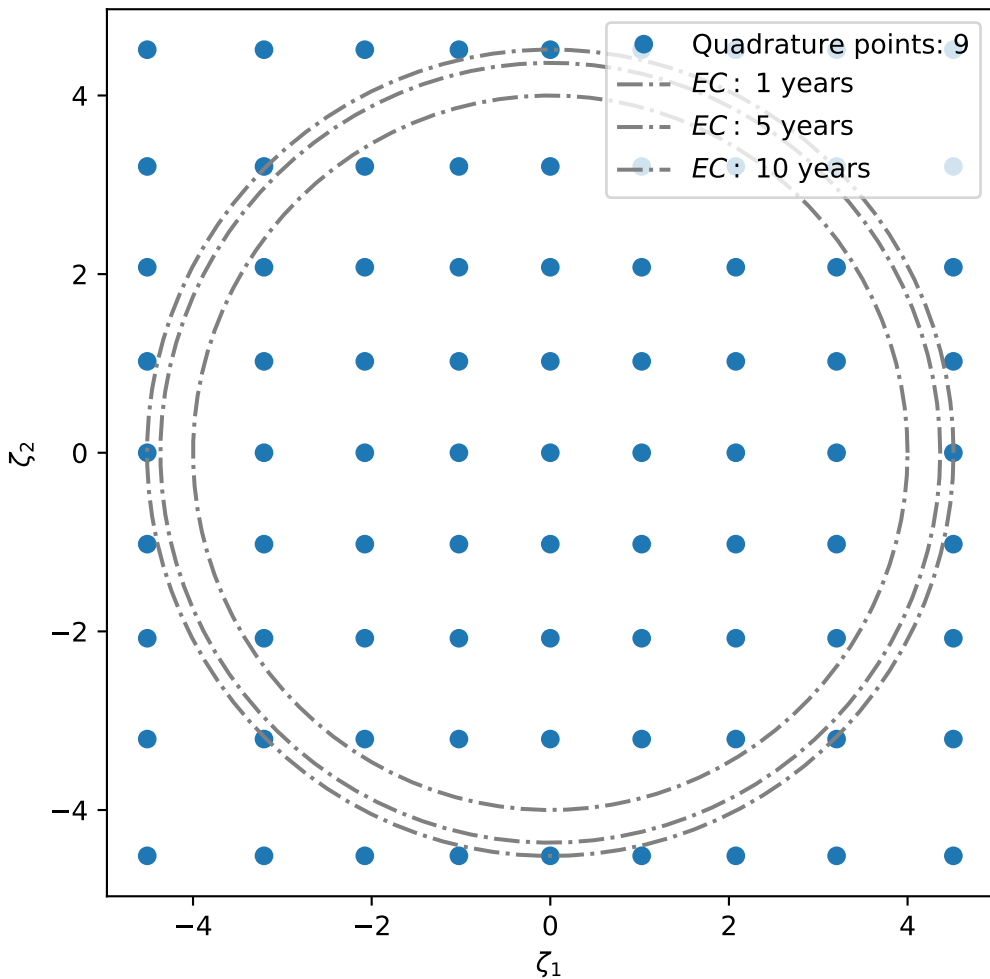 Quadrature points: 9
EC: 1 years
EC: 5 years
EC: 10 years
4
2
0
−2
−4
ζ2
−4 −2 0 2 4
ζ1